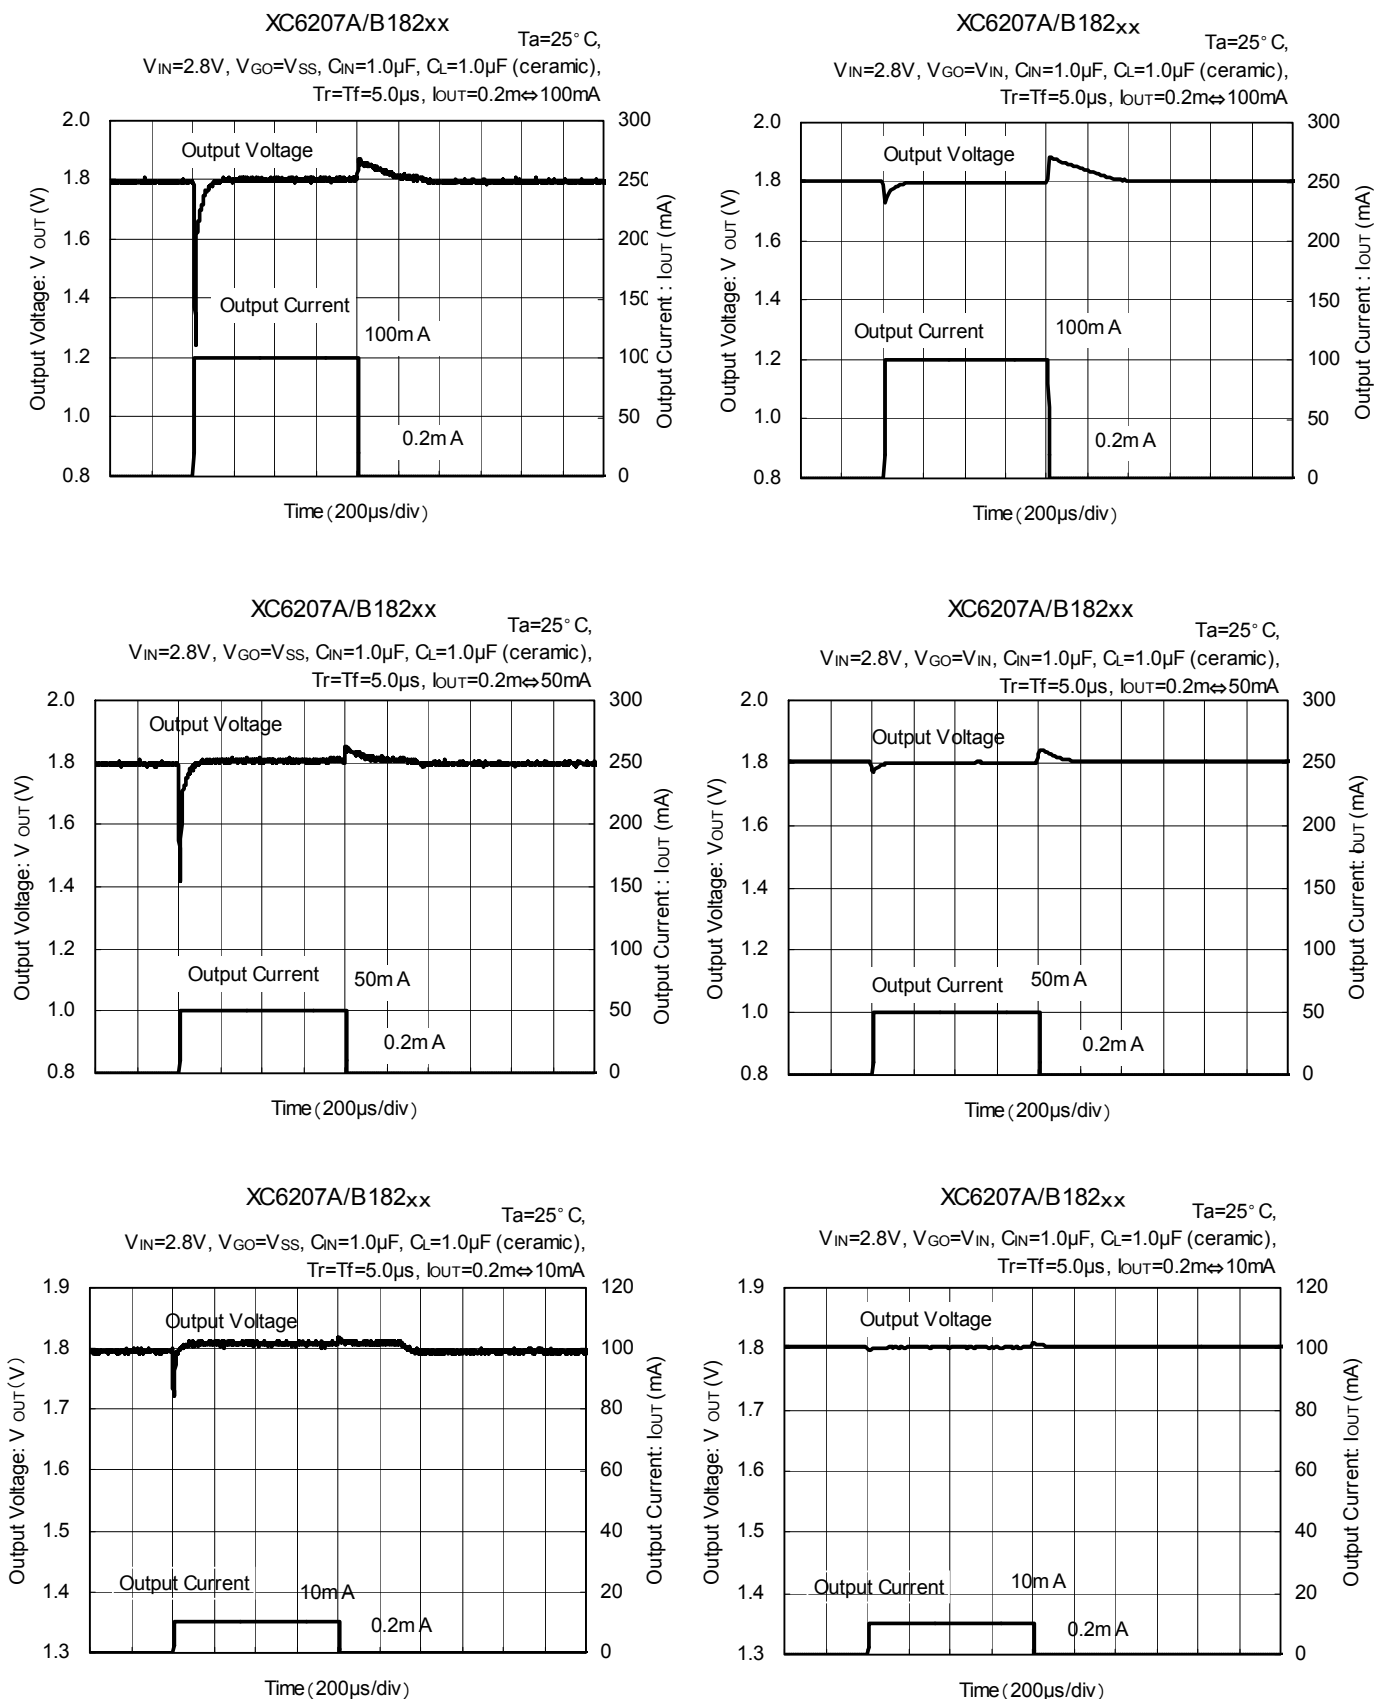 XC6207A/B182xx
Ta=25°C,
VIN=2.8V, VGO=VSS, CIN=1.0µF, CL=1.0µF (ceramic),
Tr=Tf=5.0µs, IOUT=0.2m⇔100mA
2.0
1.8
1.6
1.4
1.2
1.0
0.8
300
250
200
150
100
50
0
Output Voltage
Output Current
100mA
0.2mA
Output Voltage: VOUT (V)
Output Current : IOUT (mA)
Time (200µs/div)
XC6207A/B182xx
Ta=25°C,
VIN=2.8V, VGO=VIN, CIN=1.0µF, CL=1.0µF (ceramic),
Tr=Tf=5.0µs, IOUT=0.2m⇔100mA
2.0
1.8
1.6
1.4
1.2
1.0
0.8
300
250
200
150
100
50
0
Output Voltage
Output Current
100mA
0.2mA
Output Voltage: VOUT (V)
Output Current : IOUT (mA)
Time (200µs/div)
XC6207A/B182xx
Ta=25°C,
VIN=2.8V, VGO=VSS, CIN=1.0µF, CL=1.0µF (ceramic),
Tr=Tf=5.0µs, IOUT=0.2m⇔50mA
2.0
1.8
1.6
1.4
1.2
1.0
0.8
300
250
200
150
100
50
0
Output Voltage
Output Current
50mA
0.2mA
Output Voltage: VOUT (V)
Output Current : IOUT (mA)
Time (200µs/div)
XC6207A/B182xx
Ta=25°C,
VIN=2.8V, VGO=VIN, CIN=1.0µF, CL=1.0µF (ceramic),
Tr=Tf=5.0µs, IOUT=0.2m⇔50mA
2.0
1.8
1.6
1.4
1.2
1.0
0.8
300
250
200
150
100
50
0
Output Voltage
Output Current
50mA
0.2mA
Output Voltage: VOUT (V)
Output Current: IOUT (mA)
Time (200µs/div)
XC6207A/B182xx
Ta=25°C,
VIN=2.8V, VGO=VSS, CIN=1.0µF, CL=1.0µF (ceramic),
Tr=Tf=5.0µs, IOUT=0.2m⇔10mA
1.9
1.8
1.7
1.6
1.5
1.4
1.3
120
100
80
60
40
20
0
Output Voltage
Output Current
10mA
0.2mA
Output Voltage: VOUT (V)
Output Current: IOUT (mA)
Time (200µs/div)
XC6207A/B182xx
Ta=25°C,
VIN=2.8V, VGO=VIN, CIN=1.0µF, CL=1.0µF (ceramic),
Tr=Tf=5.0µs, IOUT=0.2m⇔10mA
1.9
1.8
1.7
1.6
1.5
1.4
1.3
120
100
80
60
40
20
0
Output Voltage
Output Current
10mA
0.2mA
Output Voltage: VOUT (V)
Output Current: IOUT (mA)
Time (200µs/div)